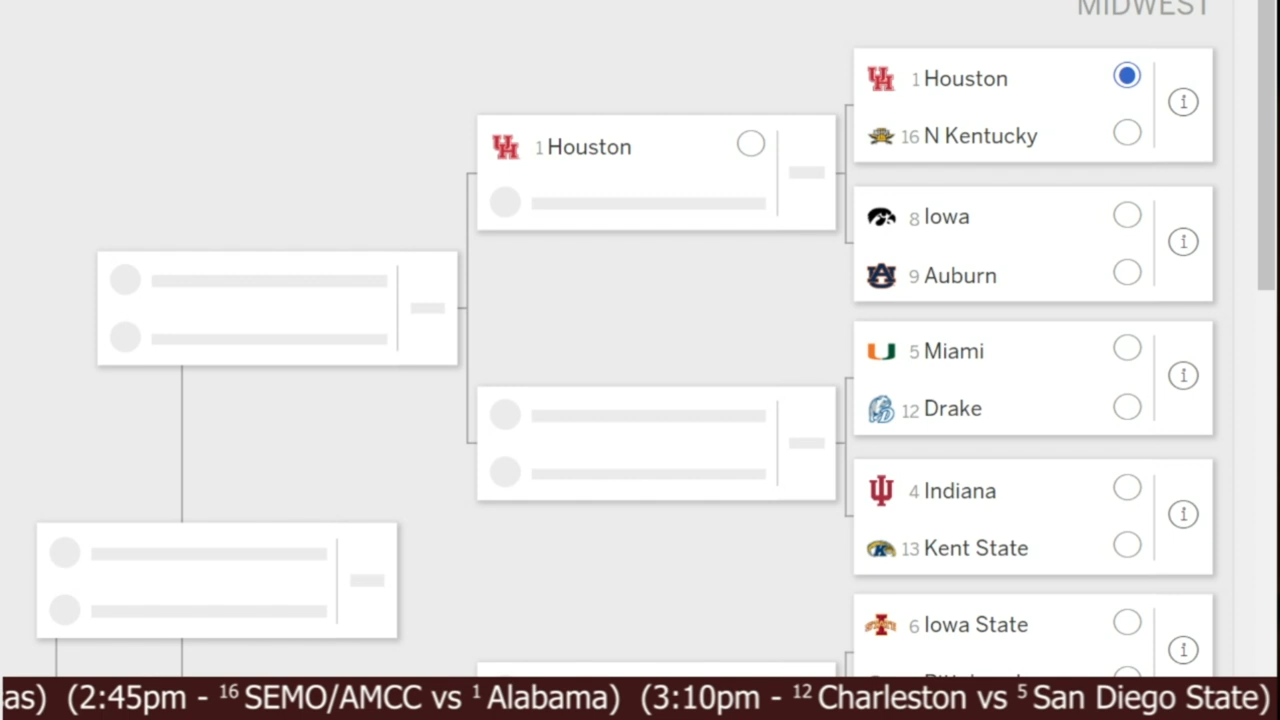 MIDWEST
1 Houston
16 N Kentucky
1 Houston
8 Iowa
9 Auburn
5 Miami
12 Drake
4 Indiana
13 Kent State
6 Iowa State
as) (2:45pm - 16 SEMO/AMCC vs 1 Alabama) (3:10pm - 12 Charleston vs 5 San Diego State)